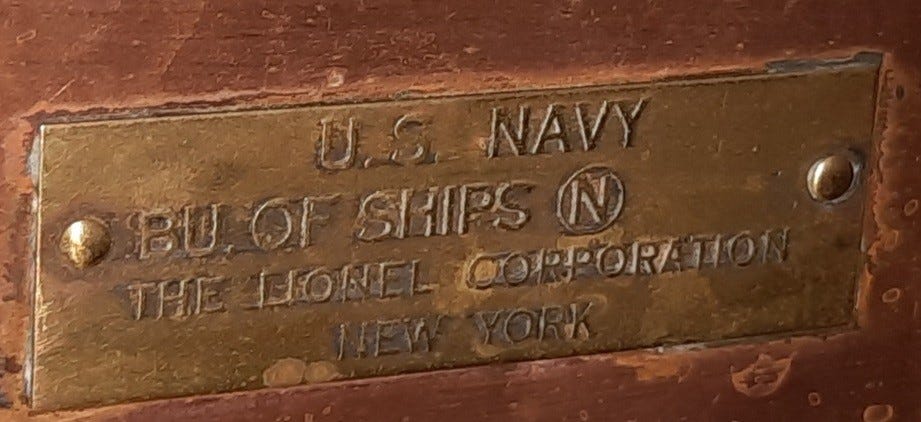 U.S. NAVY
BU. OF SHIPS Ⓝ
THE LIONEL CORPORATION
NEW YORK